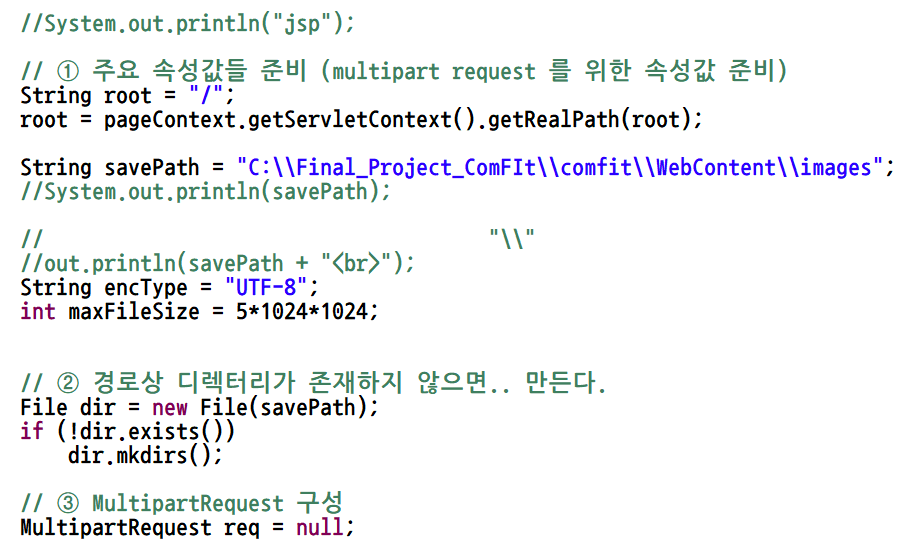 //System.out.println("jsp");
// ① 주요 속성값들 준비 (multipart request 를 위한 속성값 준비)
String root = "/";
root = pageContext.getServletContext().getRealPath(root);
String savePath = "C:\\Final_Project_ComFIt\\comfit\\WebContent\\images";
//System.out.println(savePath);
// "\\"
//out.println(savePath + "<br>");
String encType = "UTF-8";
int maxFileSize = 5*1024*1024;
// ② 경로상 디렉터리가 존재하지 않으면.. 만든다.
File dir = new File(savePath);
if (!dir.exists())
dir.mkdirs();
// ③ MultipartRequest 구성
MultipartRequest req = null;